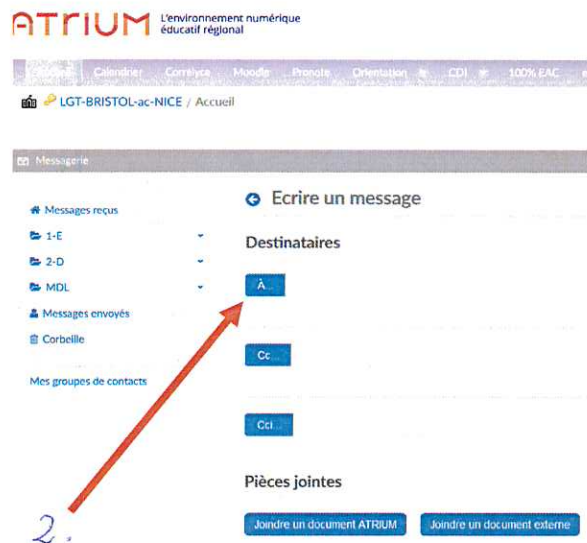 ATRIUM L'environnement numérique
éducatif régional
Accueil Calendrier Correlyce Moodle Pronote Orientation CDI 100% EAC
LGT-BRISTOL-ac-NICE / Accueil
Messagerie
Messages reçus
1-E
2-D
MDL
Messages envoyés
Corbeille
Mes groupes de contacts
Ecrire un message
Destinataires
À...
Cc...
Cci...
Pièces jointes
Joindre un document ATRIUM Joindre un document externe
2.